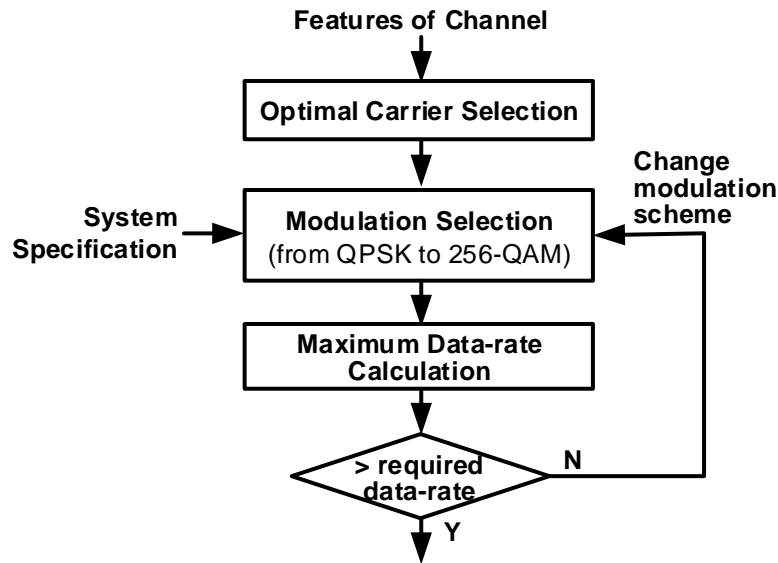 Features of Channel
Optimal Carrier Selection
Change
modulation
scheme
System
Specification
Modulation Selection
(from QPSK to 256-QAM)
Maximum Data-rate
Calculation
> required
data-rate
N
Y